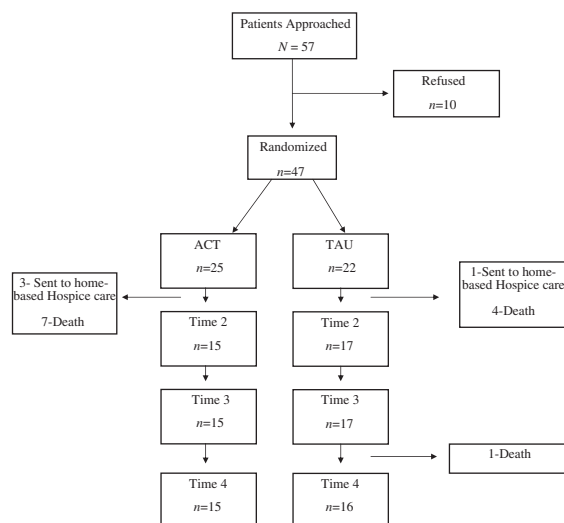 Patients Approached
N = 57
Refused
n=10
Randomized
n=47
ACT
n=25
TAU
n=22
3- Sent to home-
based Hospice care
7-Death
1-Sent to home-
based Hospice care
4-Death
Time 2
n=15
Time 2
n=17
Time 3
n=15
Time 3
n=17
1-Death
Time 4
n=15
Time 4
n=16